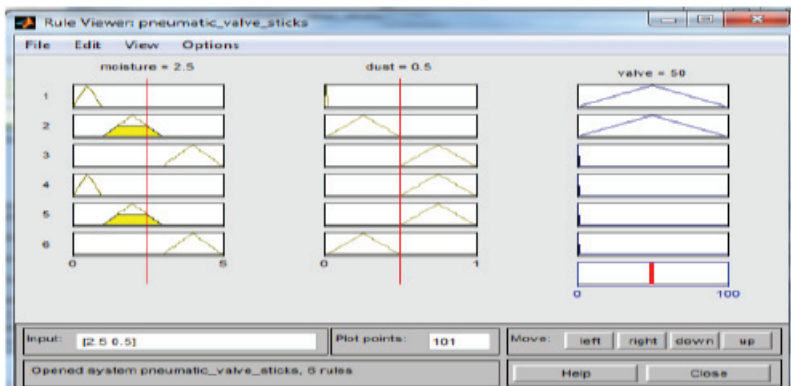 Rule Viewer: pneumatic_valve_sticks
File Edit View Options
moisture = 2.5
dust = 0.5
valve = 50
1
2
3
4
5
6
0 5
0 1
0 100
Input: [2.5 0.5]
Plot points: 101
Move: left right down up
Opened system pneumatic_valve_sticks, 6 rules
Help Close